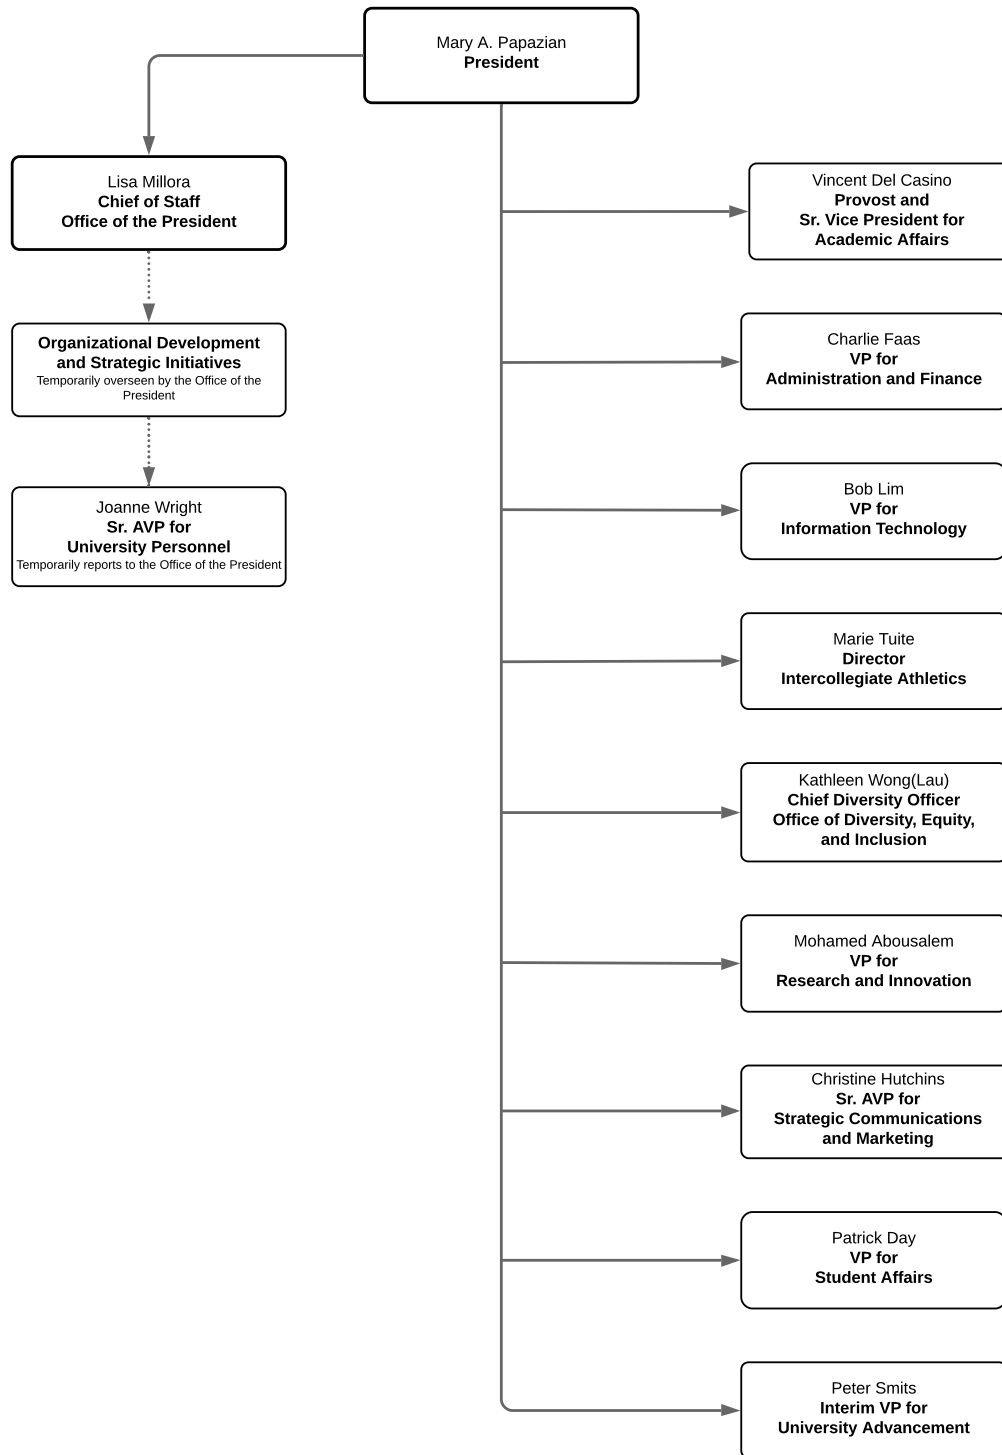 Mary A. Papazian
President
Lisa Millora
Chief of Staff
Office of the President
Organizational Development
and Strategic Initiatives
Temporarily overseen by the Office of the
President
Joanne Wright
Sr. AVP for
University Personnel
Temporarily reports to the Office of the President
Vincent Del Casino
Provost and
Sr. Vice President for
Academic Affairs
Charlie Faas
VP for
Administration and Finance
Bob Lim
VP for
Information Technology
Marie Tuite
Director
Intercollegiate Athletics
Kathleen Wong(Lau)
Chief Diversity Officer
Office of Diversity, Equity,
and Inclusion
Mohamed Abousalem
VP for
Research and Innovation
Christine Hutchins
Sr. AVP for
Strategic Communications
and Marketing
Patrick Day
VP for
Student Affairs
Peter Smits
Interim VP for
University Advancement